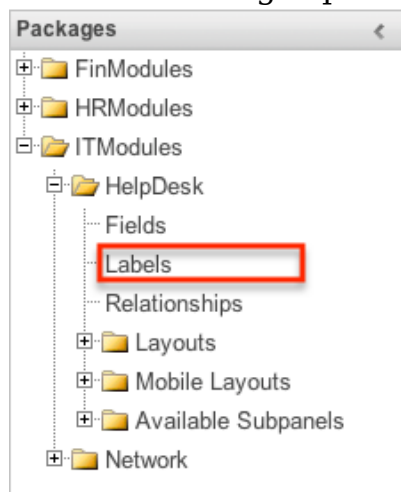 Packages
FinModules
HRModules
ITModules
HelpDesk
Fields
Labels
Relationships
Layouts
Mobile Layouts
Available Subpanels
Network